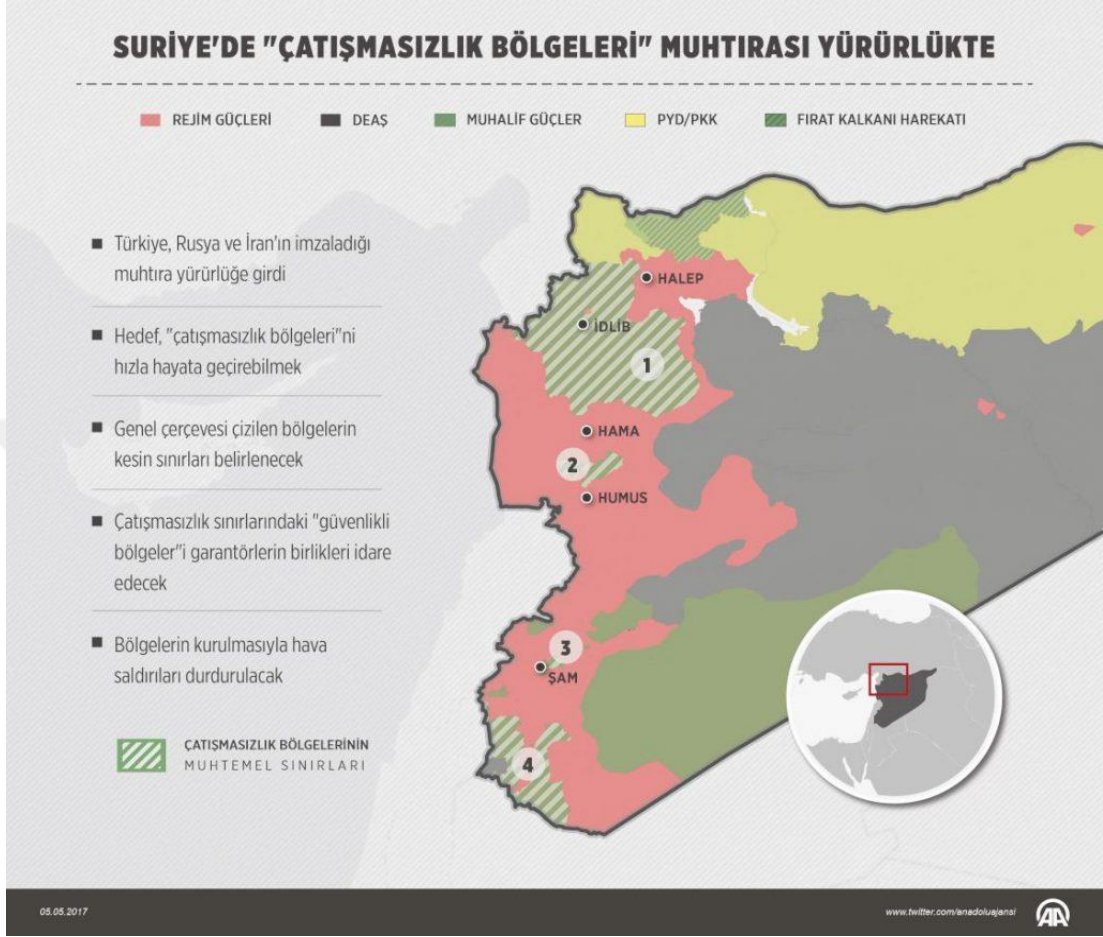 SURİYE'DE "ÇATIŞMASIZLIK BÖLGELERİ" MUHTIRASI YÜRÜRLÜKTE
REJİM GÜÇLERİ
DEAŞ
MUHALİF GÜÇLER
PYD/PKK
FIRAT KALKANI HAREKATI
Türkiye, Rusya ve İran'ın imzaladığı
muhtıra yürürlüğe girdi
Hedef, "çatışmasızlık bölgeleri"ni
hızla hayata geçirebilmek
Genel çerçevesi çizilen bölgelerin
kesin sınırları belirlenecek
Çatışmasızlık sınırlarındaki "güvenlikli
bölgeler"i garantörlerin birlikleri idare
edecek
Bölgelerin kurulmasıyla hava
saldırıları durdurulacak
ÇATIŞMASIZLIK BÖLGELERİNİN
MUHTEMEL SINIRLARI
HALEP
İDLİB
1
HAMA
2
HUMUS
3
ŞAM
4
05.05.2017
www.twitter.com/anadoluajansi
AA